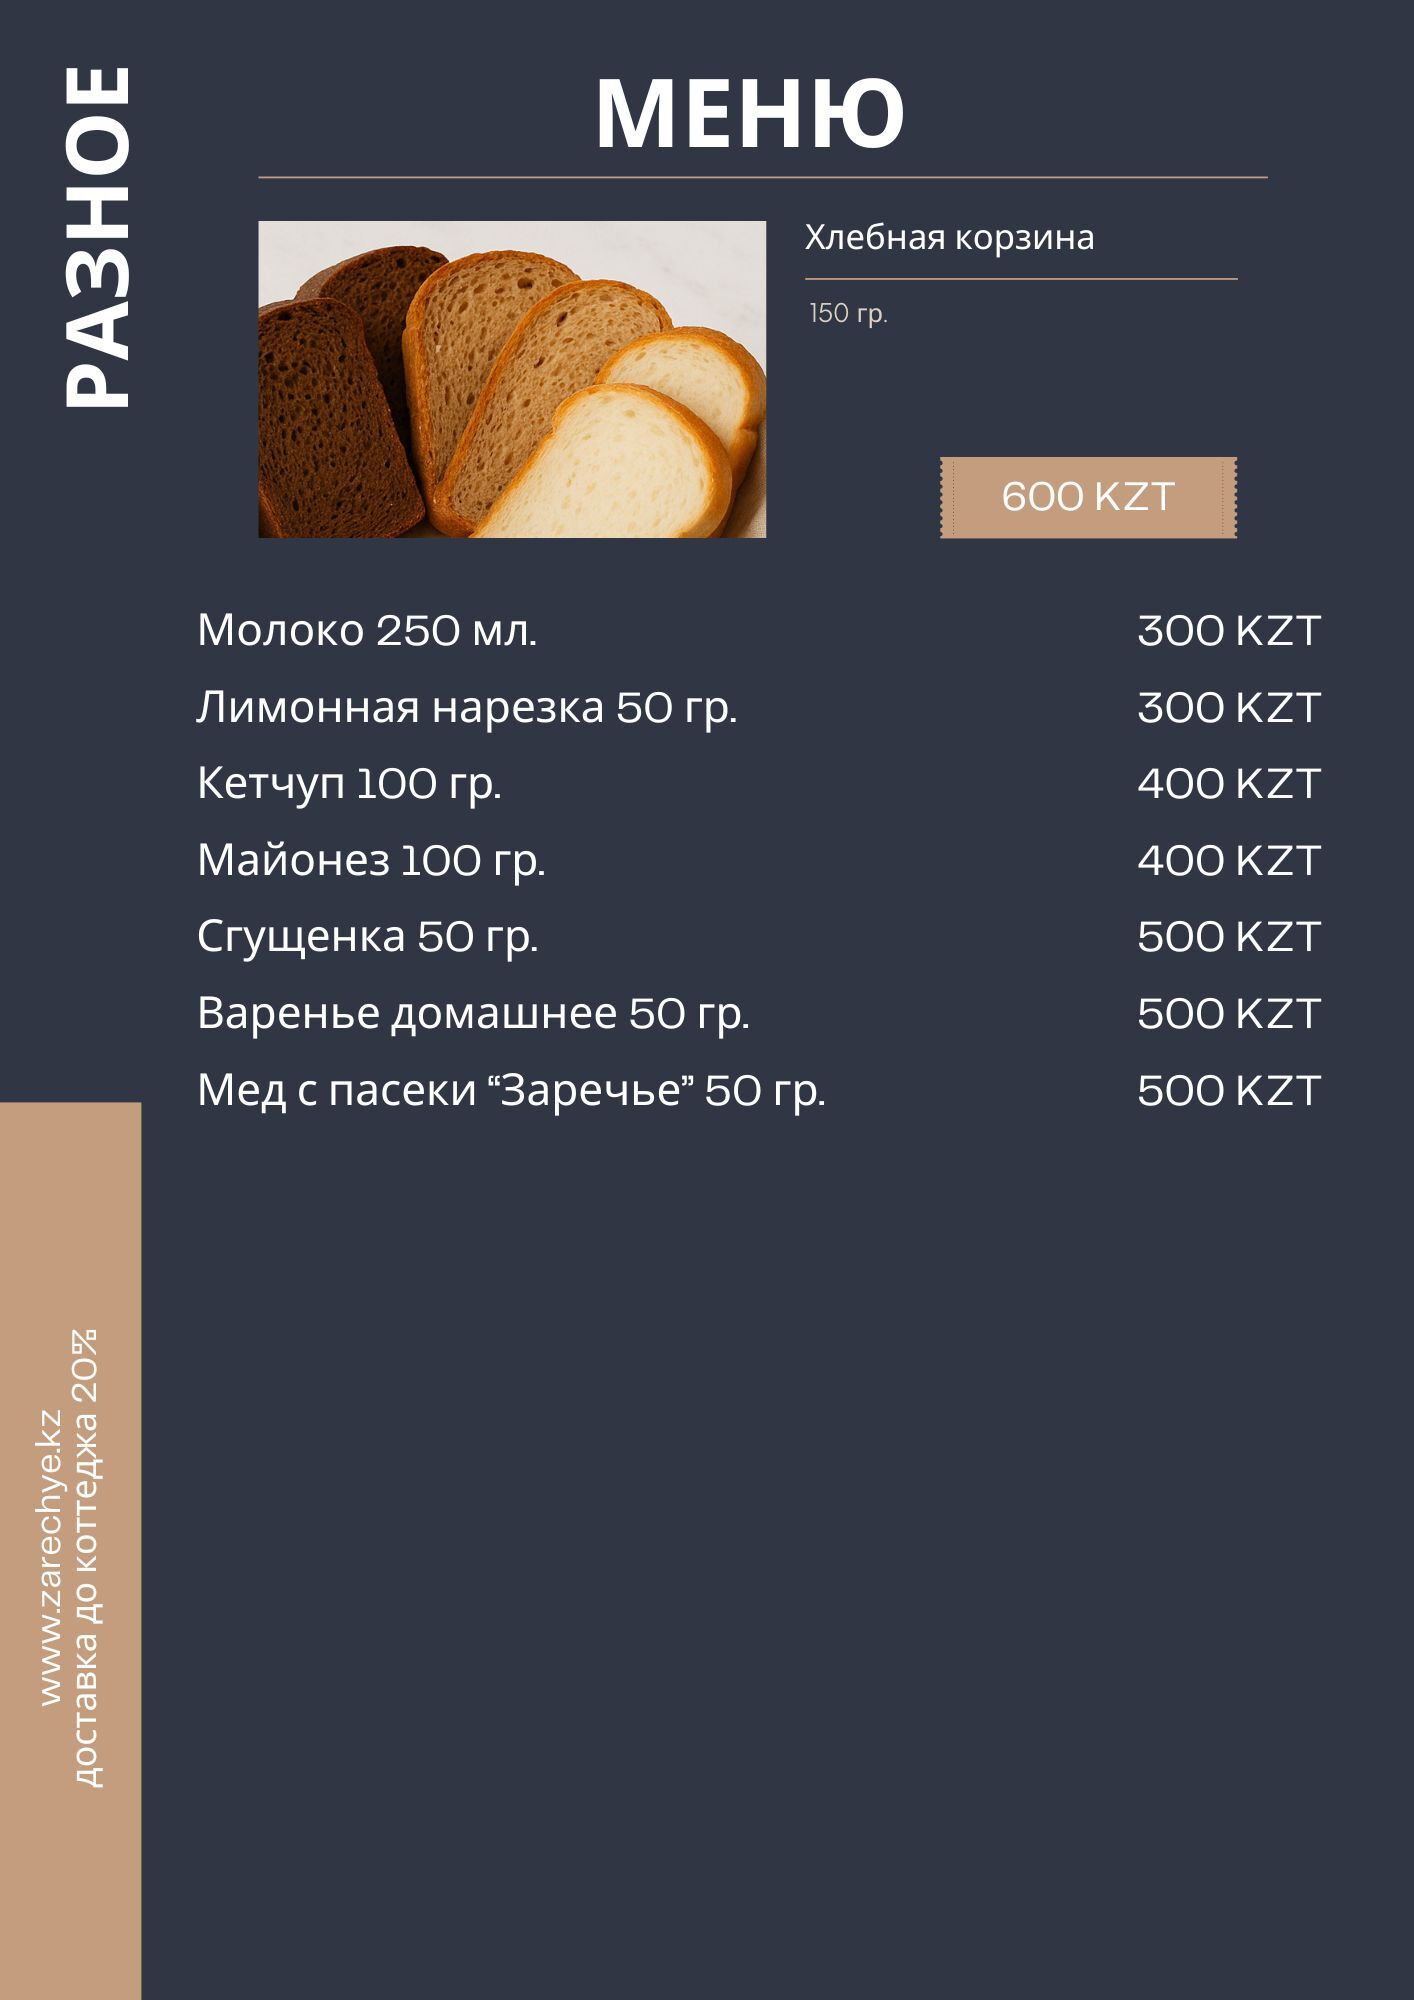 РАЗНОЕ
МЕНЮ
Хлебная корзина
150 гр.
600 KZT
Молоко 250 мл. 300 KZT
Лимонная нарезка 50 гр. 300 KZT
Кетчуп 100 гр. 400 KZT
Майонез 100 гр. 400 KZT
Сгущенка 50 гр. 500 KZT
Варенье домашнее 50 гр. 500 KZT
Мед с пасеки “Заречье” 50 гр. 500 KZT
www.zarechye.kz
доставка до коттеджа 20%